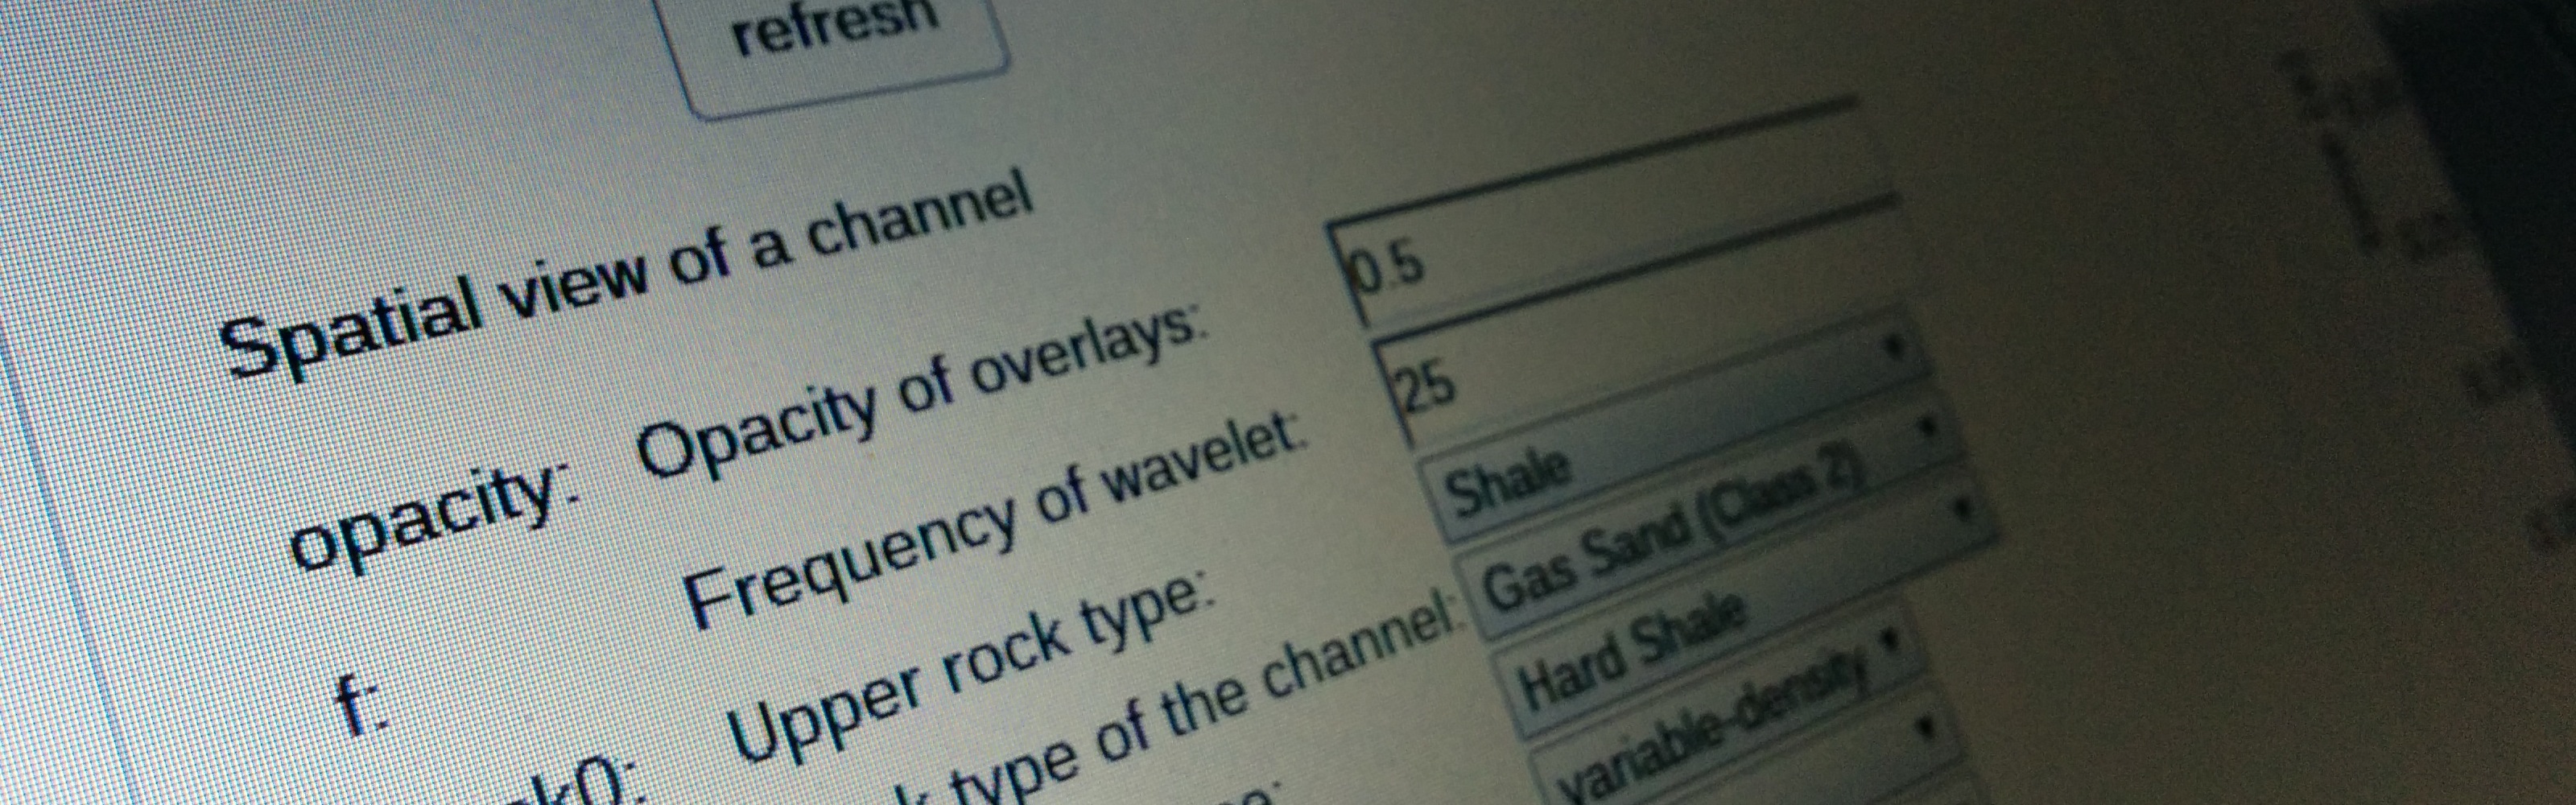 refresh
Spatial view of a channel
opacity: Opacity of overlays: 0.5
f: Frequency of wavelet: 25
k0: Upper rock type: Shale
type of the channel: Gas Sand (Class 2)
Hard Shale
variable-density